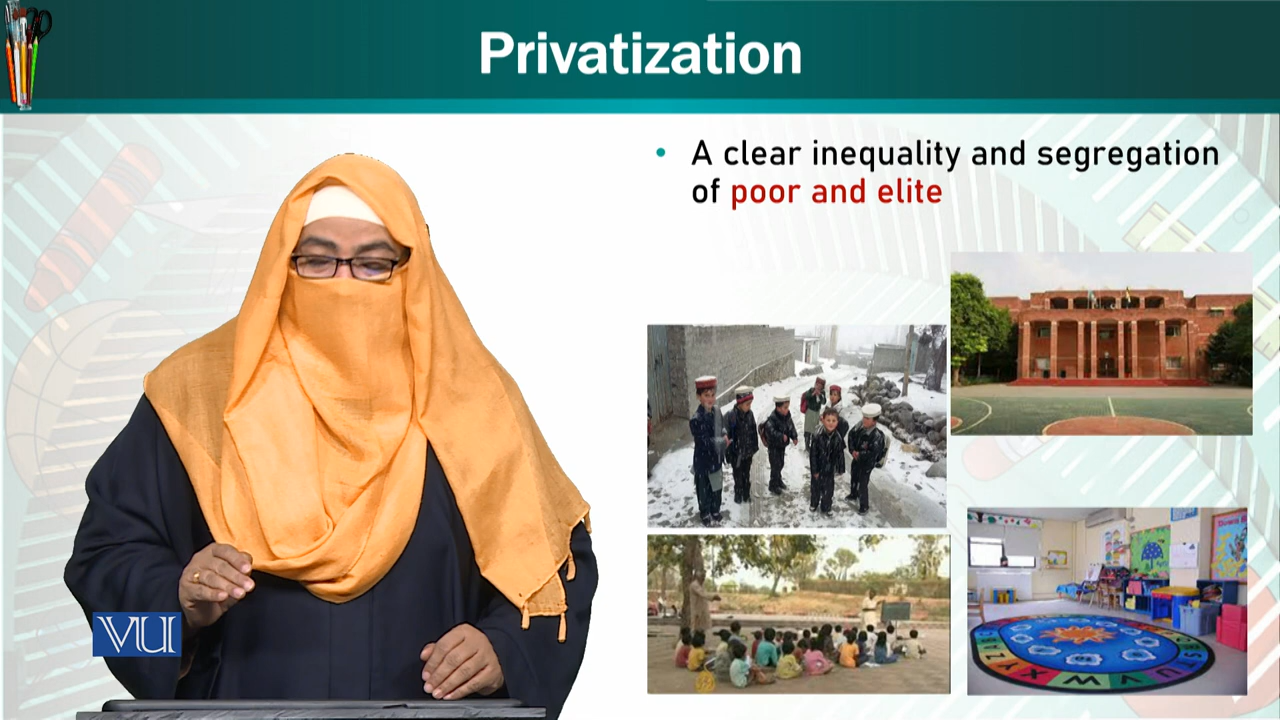 Privatization
• A clear inequality and segregation
of poor and elite
VU